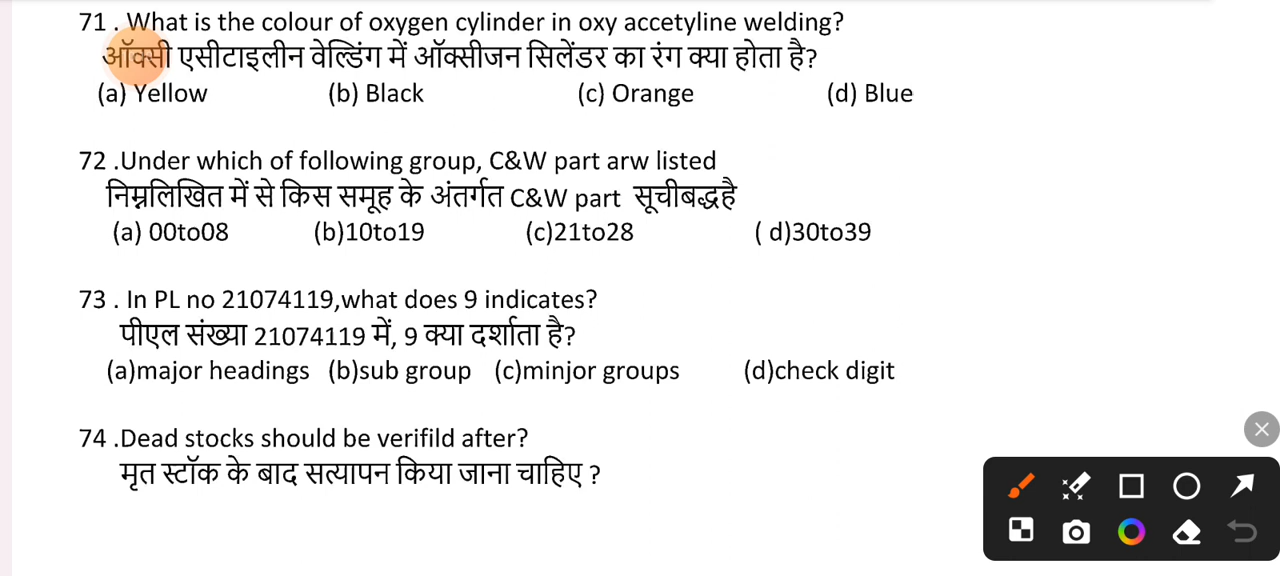 71 . What is the colour of oxygen cylinder in oxy accetyline welding?
ऑक्सी एसीटाइलीन वेल्डिंग में ऑक्सीजन सिलेंडर का रंग क्या होता है?
(a) Yellow (b) Black (c) Orange (d) Blue
72 .Under which of following group, C&W part arw listed
निम्नलिखित में से किस समूह के अंतर्गत C&W part सूचीबद्धहै
(a) 00to08 (b)10to19 (c)21to28 ( d)30to39
73 . In PL no 21074119,what does 9 indicates?
पीएल संख्या 21074119 में, 9 क्या दर्शाता है?
(a)major headings (b)sub group (c)minjor groups (d)check digit
74 .Dead stocks should be verifild after?
मृत स्टॉक के बाद सत्यापन किया जाना चाहिए ?